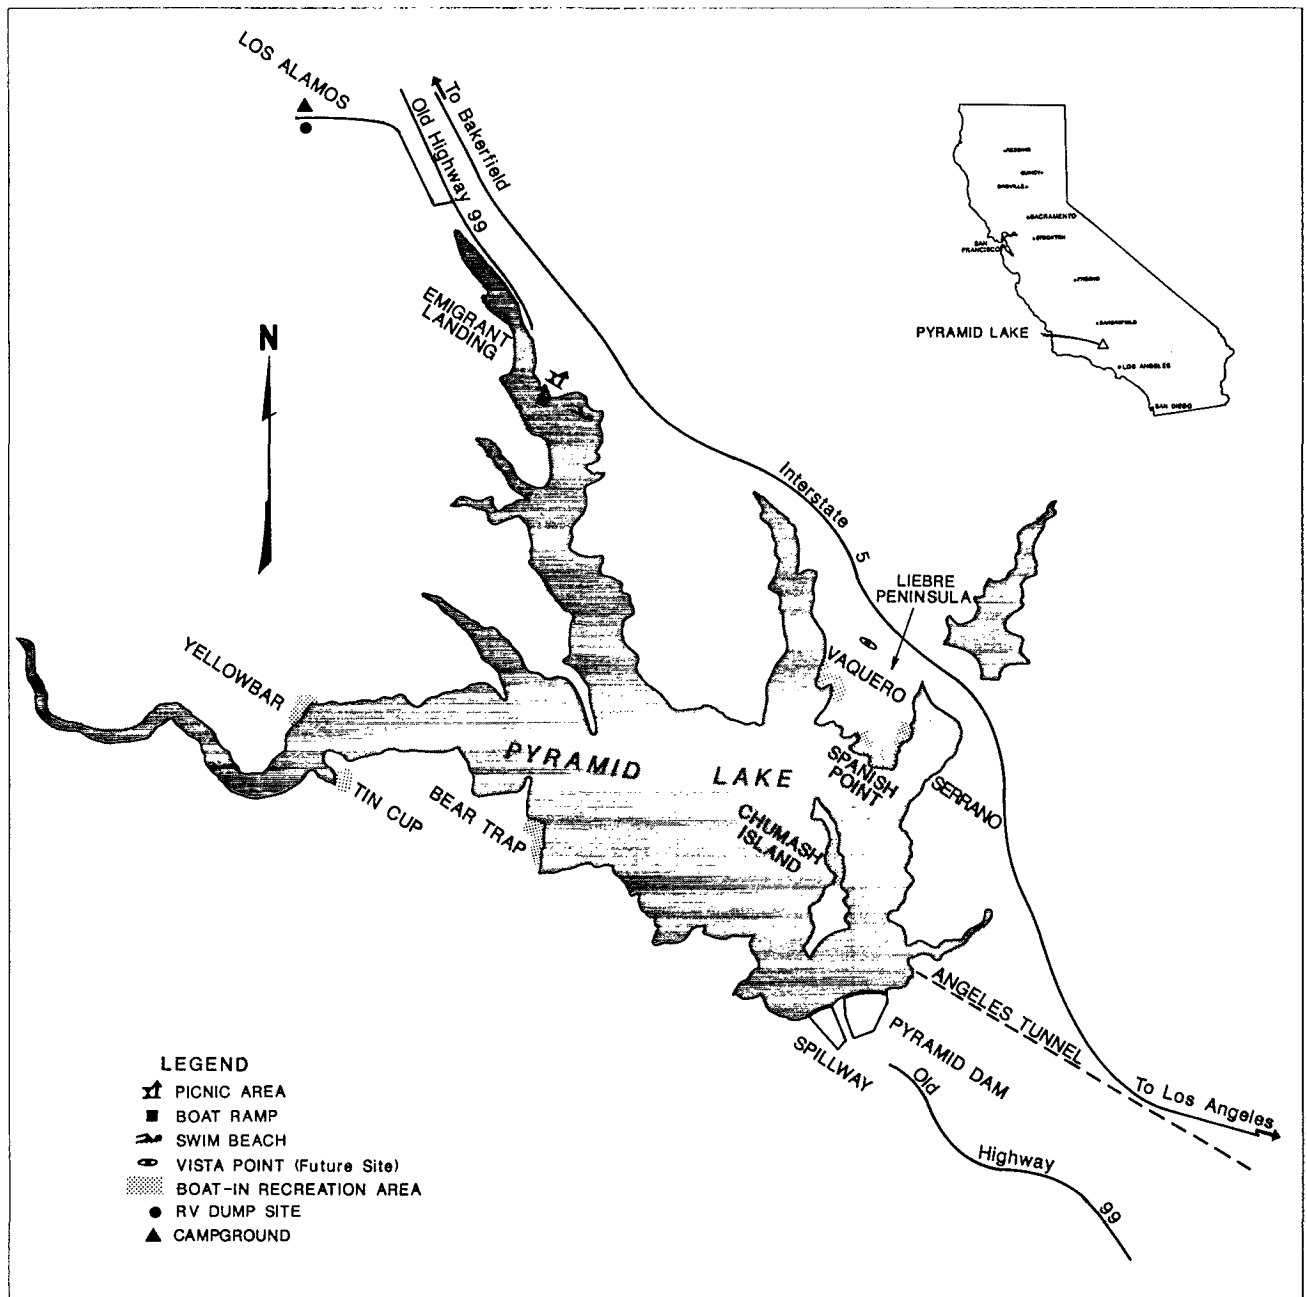 LOS ALAMOS
To Bakerfield
Old Highway 99
REDDING
QUINCY
OROVILLE
SACRAMENTO
SAN
FRANCISCO
STOCKTON
FRESNO
BAKERSFIELD
PYRAMID LAKE
LOS ANGELES
SAN DIEGO
N
EMIGRANT
LANDING
Interstate 5
LIEBRE
PENINSULA
VAQUERO
YELLOWBAR
PYRAMID LAKE
SPANISH
POINT
SERRANO
TIN CUP
BEAR TRAP
CHUMASH
ISLAND
ANGELES TUNNEL
PYRAMID DAM
SPILLWAY
To Los Angeles
Old Highway 99
LEGEND
PICNIC AREA
BOAT RAMP
SWIM BEACH
VISTA POINT (Future Site)
BOAT-IN RECREATION AREA
RV DUMP SITE
CAMPGROUND